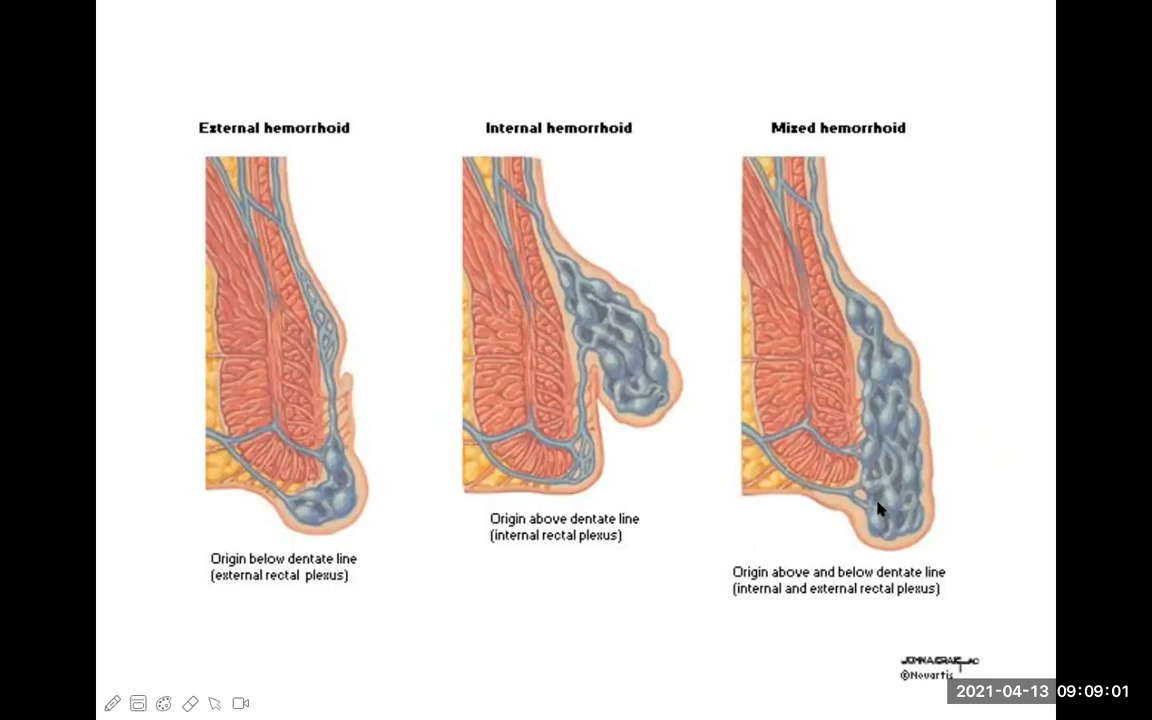 External hemorrhoid
Internal hemorrhoid
Mized hemorrhoid
Origin above dentate line
(internal rectal plexus)
Origin below dentate line
(external rectal plexus)
Origin above and below dentate line
(internal and external rectal plexus)
©Novartis
2021-04-13 09:09:01